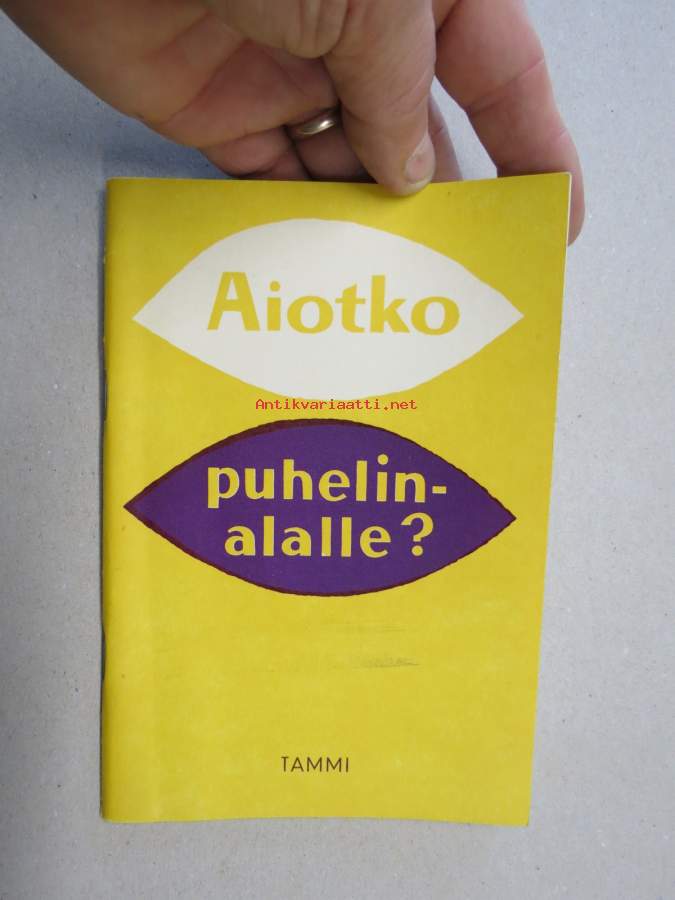 Aiotko
Antikvariaatti.net
puhelin-
alalle?
TAMMI